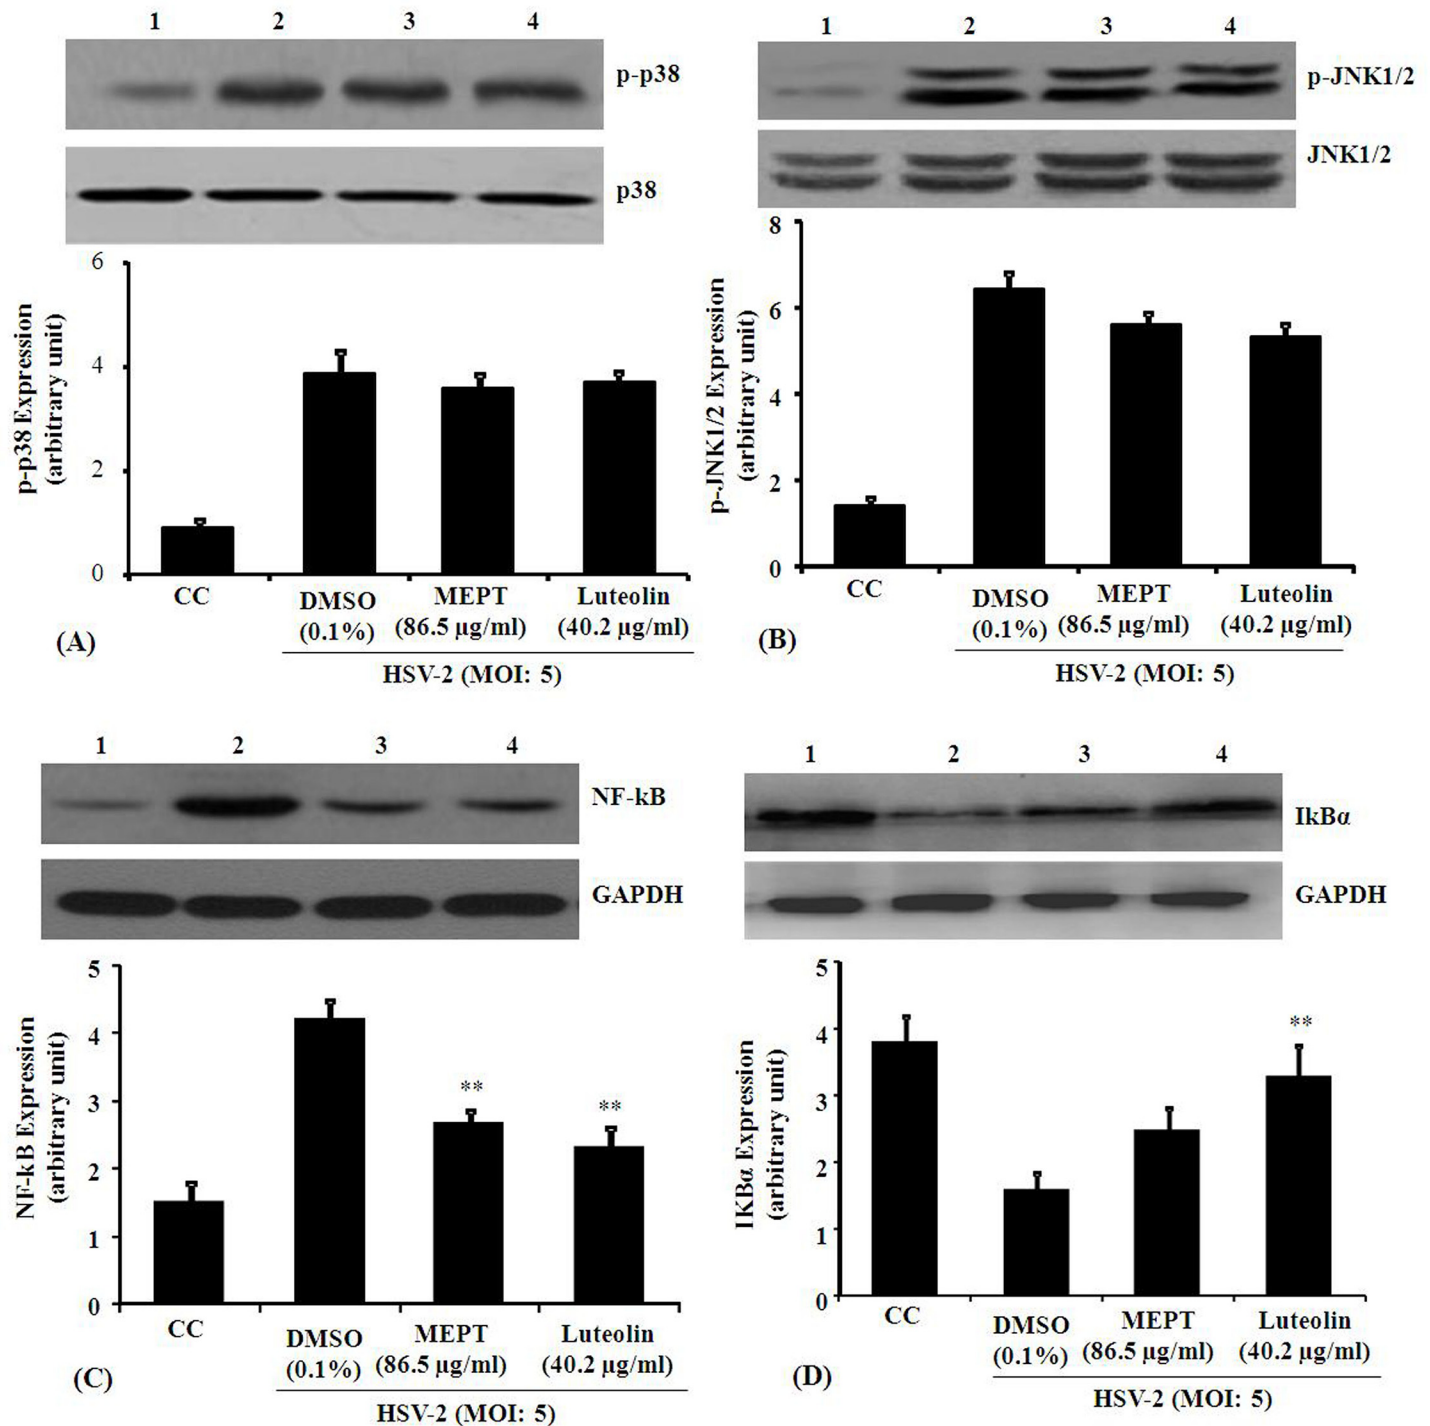 1 2 3 4
p-p38
p38
6
4
2
0
p-p38 Expression
(arbitrary unit)
CC
DMSO
(0.1%)
MEPT
(86.5 µg/ml)
Luteolin
(40.2 µg/ml)
HSV-2 (MOI: 5)
(A)
1 2 3 4
p-JNK1/2
JNK1/2
8
6
4
2
0
p-JNK1/2 Expression
(arbitrary unit)
CC
DMSO
(0.1%)
MEPT
(86.5 µg/ml)
Luteolin
(40.2 µg/ml)
HSV-2 (MOI: 5)
(B)
1 2 3 4
NF-kB
GAPDH
5
4
3
2
1
0
NF-kB Expression
(arbitrary unit)
**
**
CC
DMSO
(0.1%)
MEPT
(86.5 µg/ml)
Luteolin
(40.2 µg/ml)
HSV-2 (MOI: 5)
(C)
1 2 3 4
IkBα
GAPDH
5
4
3
2
1
0
IKBα Expression
(arbitrary unit)
**
CC
DMSO
(0.1%)
MEPT
(86.5 µg/ml)
Luteolin
(40.2 µg/ml)
HSV-2 (MOI: 5)
(D)